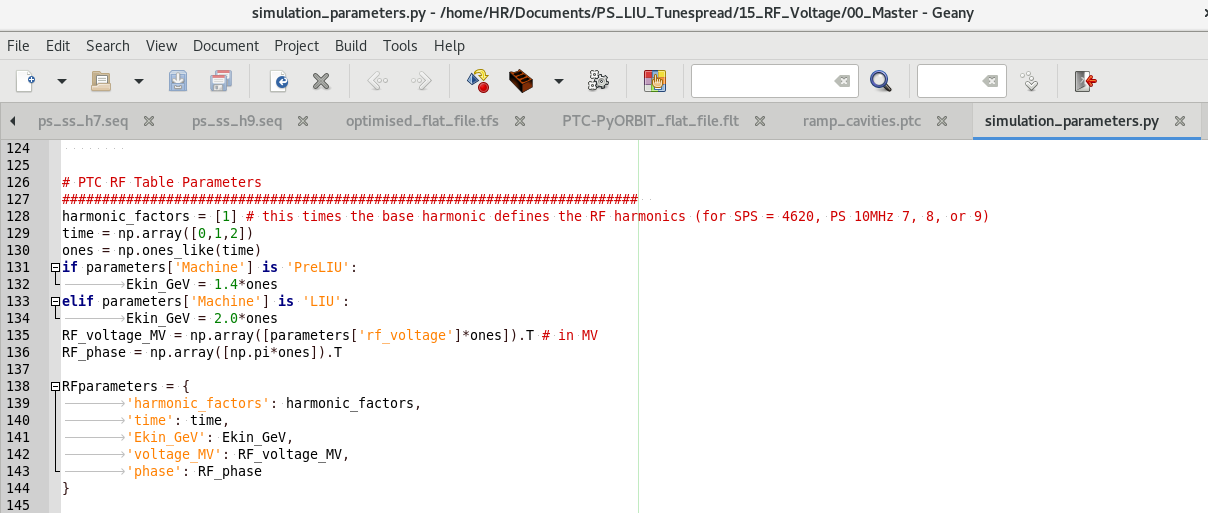 simulation_parameters.py - /home/HR/Documents/PS_LIU_Tunespread/15_RF_Voltage/00_Master - Geany
File Edit Search View Document Project Build Tools Help
ps_ss_h7.seq ps_ss_h9.seq optimised_flat_file.tfs PTC-PyORBIT_flat_file.flt ramp_cavities.ptc simulation_parameters.py
124
125
126 # PTC RF Table Parameters
127 ########################################################################
128 harmonic_factors = [1] # this times the base harmonic defines the RF harmonics (for SPS = 4620, PS 10MHz 7, 8, or 9)
129 time = np.array([0,1,2])
130 ones = np.ones_like(time)
131 if parameters['Machine'] is 'PreLIU':
132 Ekin_GeV = 1.4*ones
133 elif parameters['Machine'] is 'LIU':
134 Ekin_GeV = 2.0*ones
135 RF_voltage_MV = np.array([parameters['rf_voltage']*ones]).T # in MV
136 RF_phase = np.array([np.pi*ones]).T
137
138 RFparameters = {
139 'harmonic_factors': harmonic_factors,
140 'time': time,
141 'Ekin_GeV': Ekin_GeV,
142 'voltage_MV': RF_voltage_MV,
143 'phase': RF_phase
144 }
145